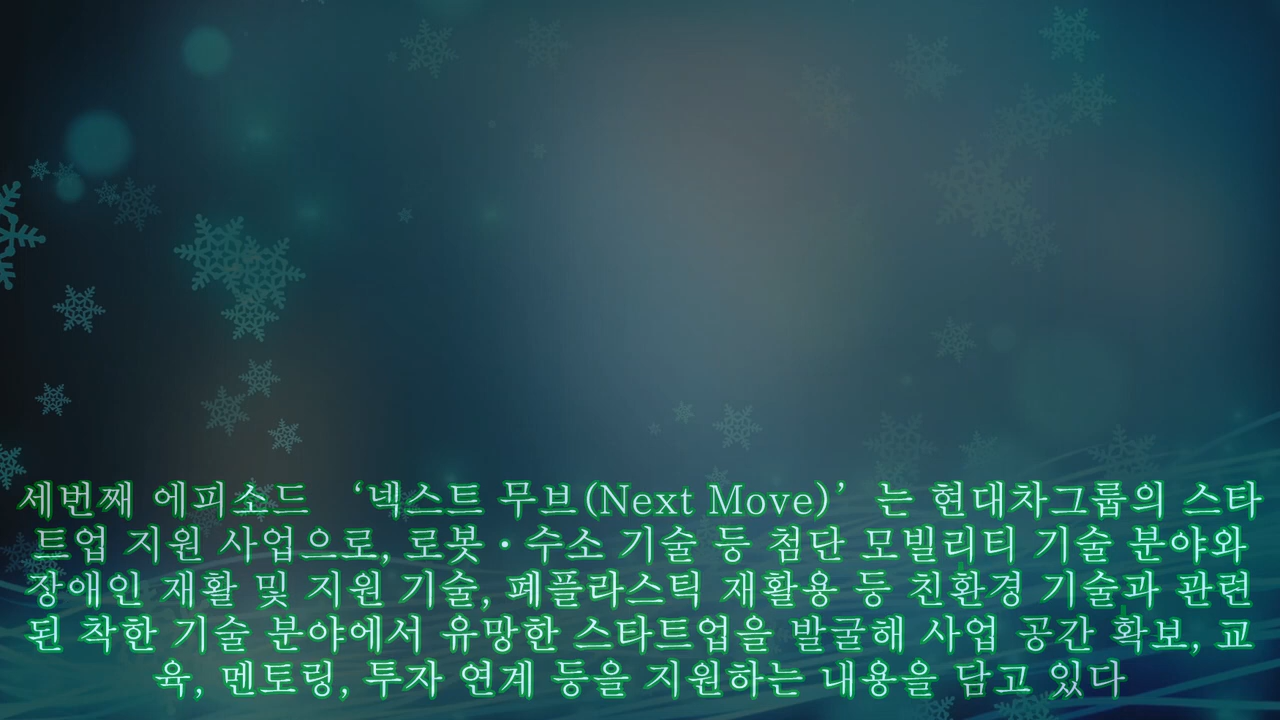 세번째 에피소드 ‘넥스트 무브(Next Move)’는 현대차그룹의 스타
트업 지원 사업으로, 로봇·수소 기술 등 첨단 모빌리티 기술 분야와
장애인 재활 및 지원 기술, 페플라스틱 재활용 등 친환경 기술과 관련
된 착한 기술 분야에서 유망한 스타트업을 발굴해 사업 공간 확보, 교
육, 멘토링, 투자 연계 등을 지원하는 내용을 담고 있다